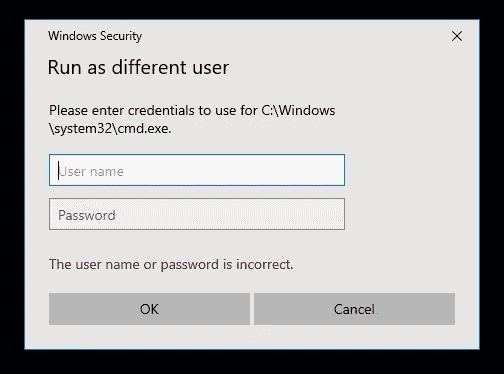 Windows Security
Run as different user
Please enter credentials to use for C:\Windows
\system32\cmd.exe.
User name
Password
The user name or password is incorrect.
OK
Cancel